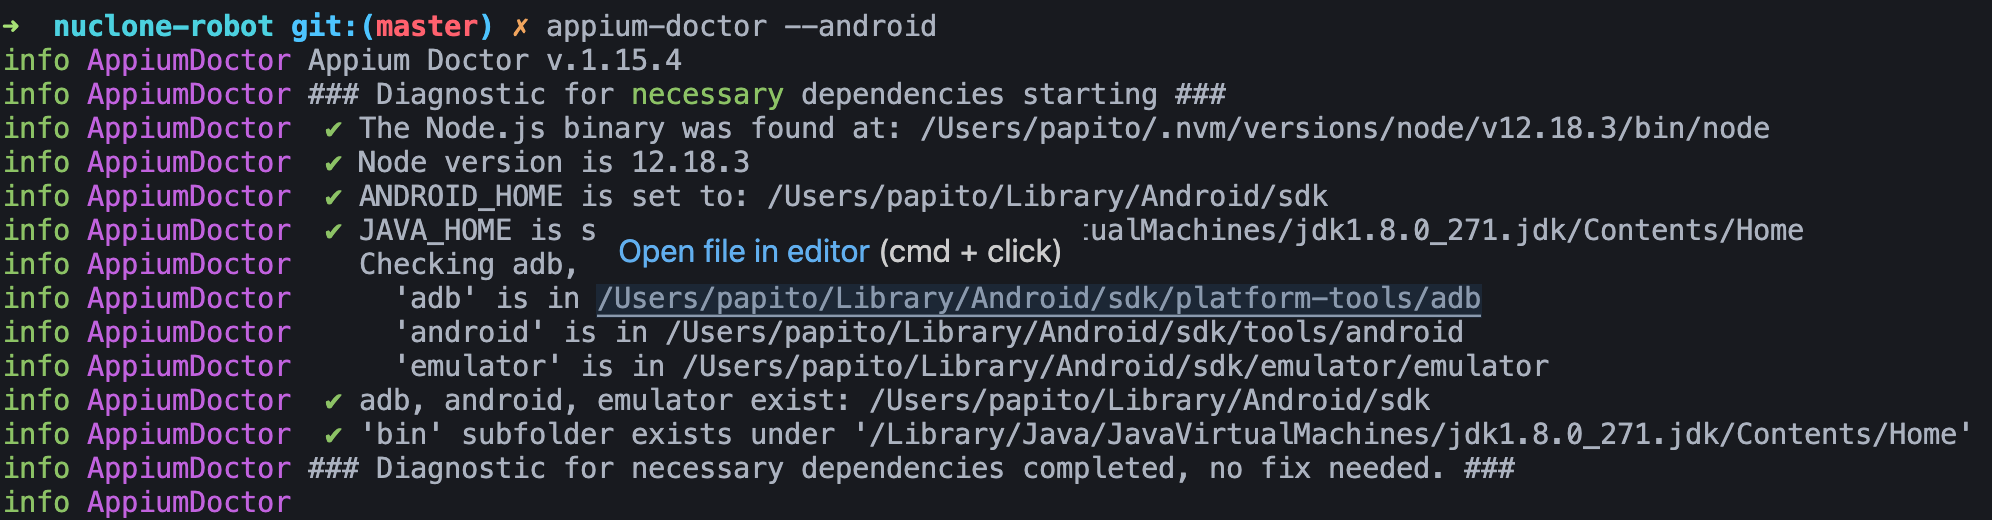 ➜  nuclone-robot git:(master) ✗ appium-doctor --android
info AppiumDoctor Appium Doctor v.1.15.4
info AppiumDoctor ### Diagnostic for necessary dependencies starting ###
info AppiumDoctor  ✔ The Node.js binary was found at: /Users/papito/.nvm/versions/node/v12.18.3/bin/node
info AppiumDoctor  ✔ Node version is 12.18.3
info AppiumDoctor  ✔ ANDROID_HOME is set to: /Users/papito/Library/Android/sdk
info AppiumDoctor  ✔ JAVA_HOME is s tualMachines/jdk1.8.0_271.jdk/Contents/Home
Open file in editor (cmd + click)
info AppiumDoctor    Checking adb,
info AppiumDoctor      'adb' is in /Users/papito/Library/Android/sdk/platform-tools/adb
info AppiumDoctor      'android' is in /Users/papito/Library/Android/sdk/tools/android
info AppiumDoctor      'emulator' is in /Users/papito/Library/Android/sdk/emulator/emulator
info AppiumDoctor  ✔ adb, android, emulator exist: /Users/papito/Library/Android/sdk
info AppiumDoctor  ✔ 'bin' subfolder exists under '/Library/Java/JavaVirtualMachines/jdk1.8.0_271.jdk/Contents/Home'
info AppiumDoctor ### Diagnostic for necessary dependencies completed, no fix needed. ###
info AppiumDoctor